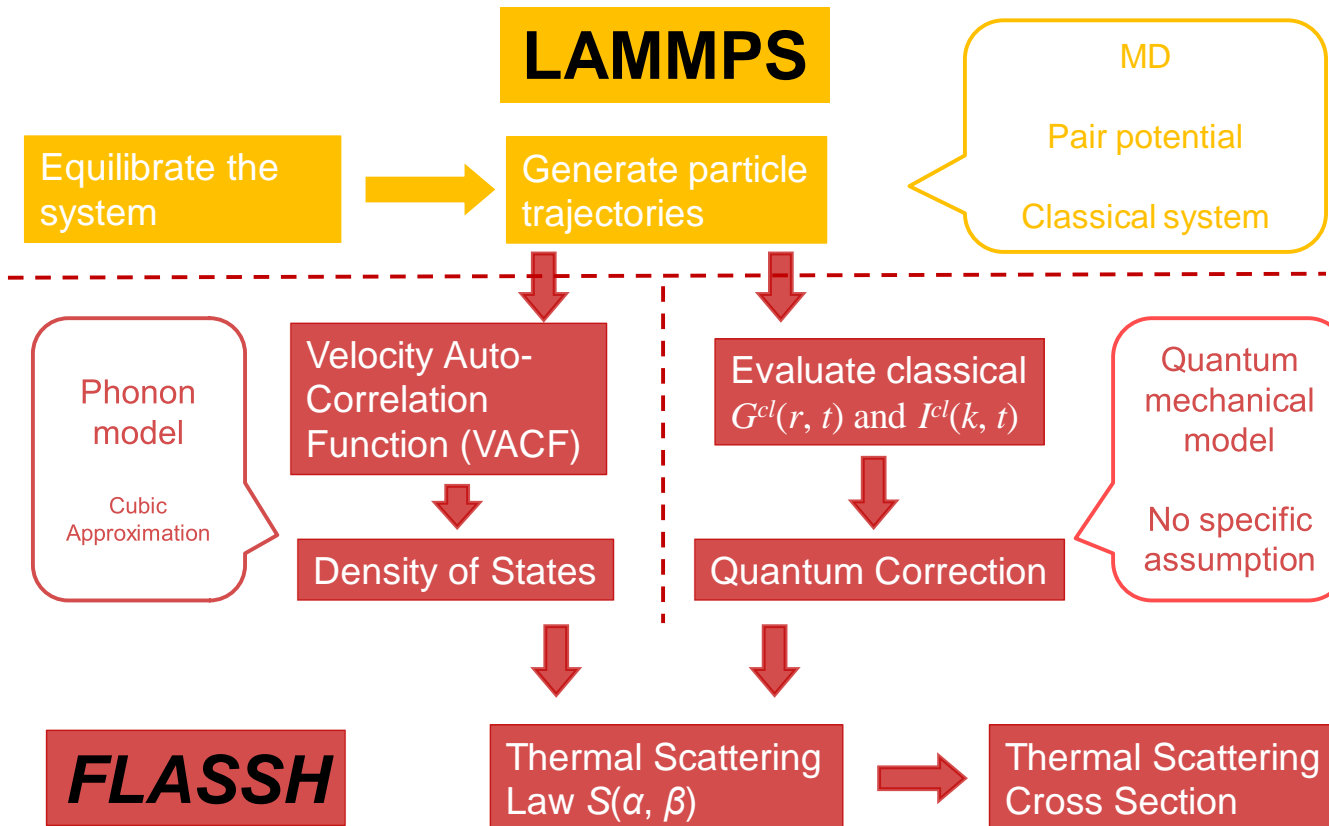 LAMMPS
MD
Pair potential
Classical system
Equilibrate the
system
Generate particle
trajectories
Phonon
model
Cubic
Approximation
Velocity Auto-
Correlation
Function (VACF)
Density of States
Evaluate classical
G^cl(r, t) and I^cl(k, t)
Quantum Correction
Quantum
mechanical
model
No specific
assumption
FLASSH
Thermal Scattering
Law S(α, β)
Thermal Scattering
Cross Section